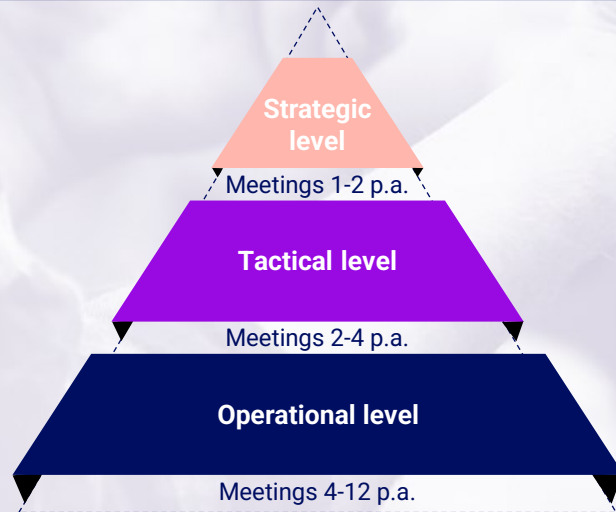 Strategic
level
Meetings 1-2 p.a.
Tactical level
Meetings 2-4 p.a.
Operational level
Meetings 4-12 p.a.